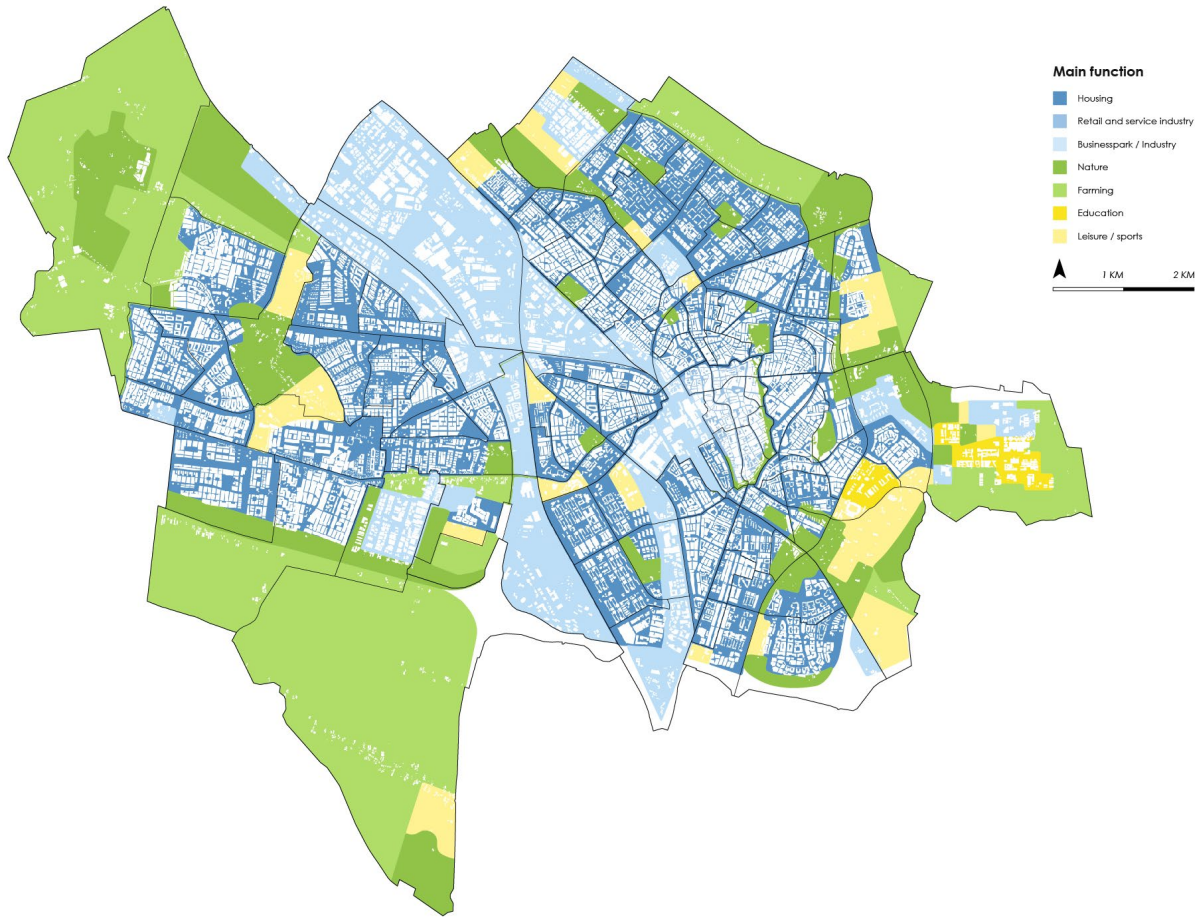 Main function
Housing
Retail and service industry
Businesspark / Industry
Nature
Farming
Education
Leisure / sports
1 KM 2 KM